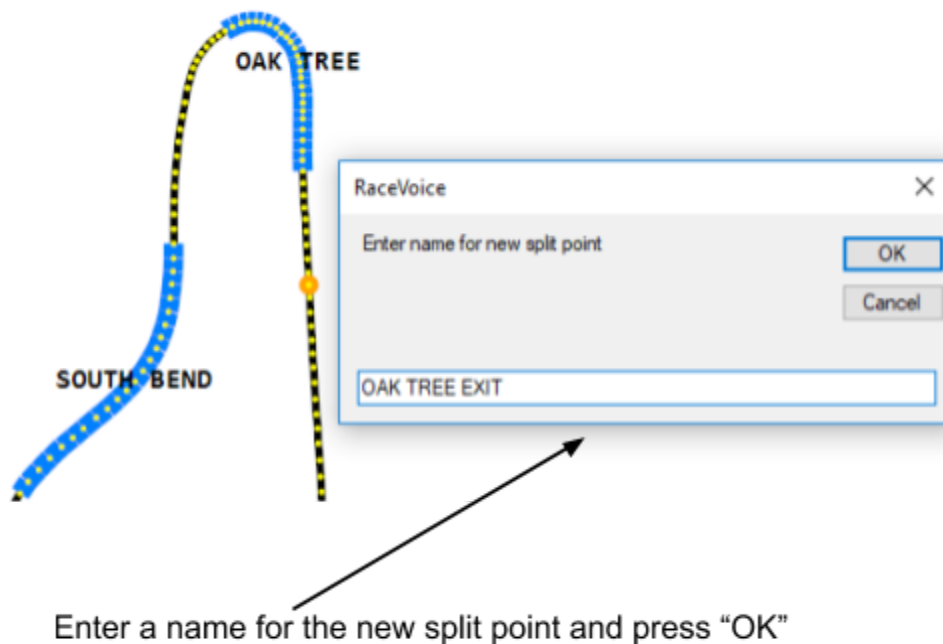 OAK TREE
RaceVoice
Enter name for new split point
OK
Cancel
SOUTH BEND
OAK TREE EXIT
Enter a name for the new split point and press “OK”